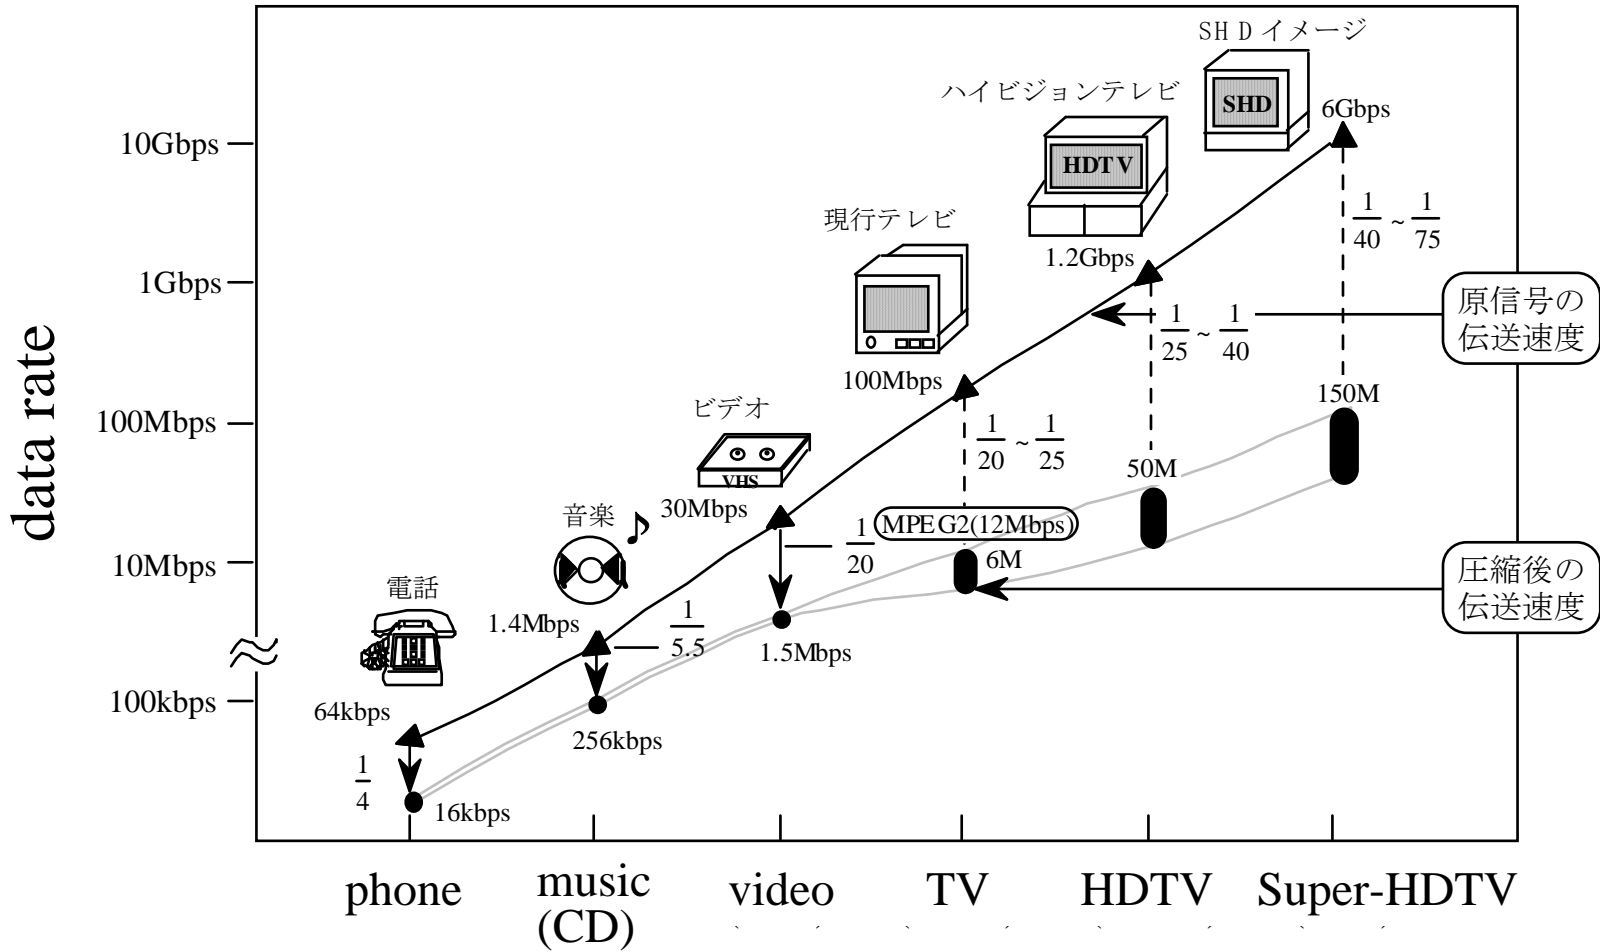 SHD イメージ
ハイビジョンテレビ
SHD
6Gbps
10Gbps
HDTV
現行テレビ
1/40 ~ 1/75
1.2Gbps
1Gbps
原信号の
伝送速度
1/25 ~ 1/40
100Mbps
150M
ビデオ
100Mbps
1/20 ~ 1/25
50M
VHS
30Mbps
音楽
MPEG2(12Mbps)
1/20
6M
10Mbps
圧縮後の
伝送速度
電話
1.4Mbps
1/5.5
1.5Mbps
100kbps
64kbps
256kbps
1/4
16kbps
data rate
phone
music
(CD)
video
TV
HDTV
Super-HDTV